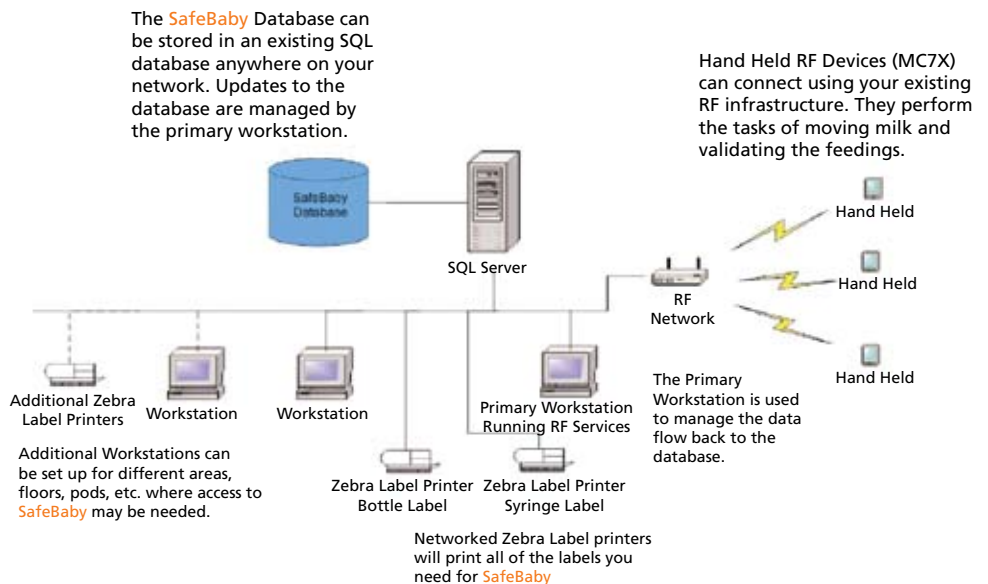 The SafeBaby Database can
be stored in an existing SQL
database anywhere on your
network. Updates to the
database are managed by
the primary workstation.
Hand Held RF Devices (MC7X)
can connect using your existing
RF infrastructure. They perform
the tasks of moving milk and
validating the feedings.
SafeBaby
Database
SQL Server
Hand Held
Hand Held
Hand Held
RF
Network
Additional Zebra
Label Printers
Workstation
Workstation
Primary Workstation
Running RF Services
The Primary
Workstation is used
to manage the data
flow back to the
database.
Additional Workstations can
be set up for different areas,
floors, pods, etc. where access to
SafeBaby may be needed.
Zebra Label Printer
Bottle Label
Zebra Label Printer
Syringe Label
Networked Zebra Label printers
will print all of the labels you
need for SafeBaby